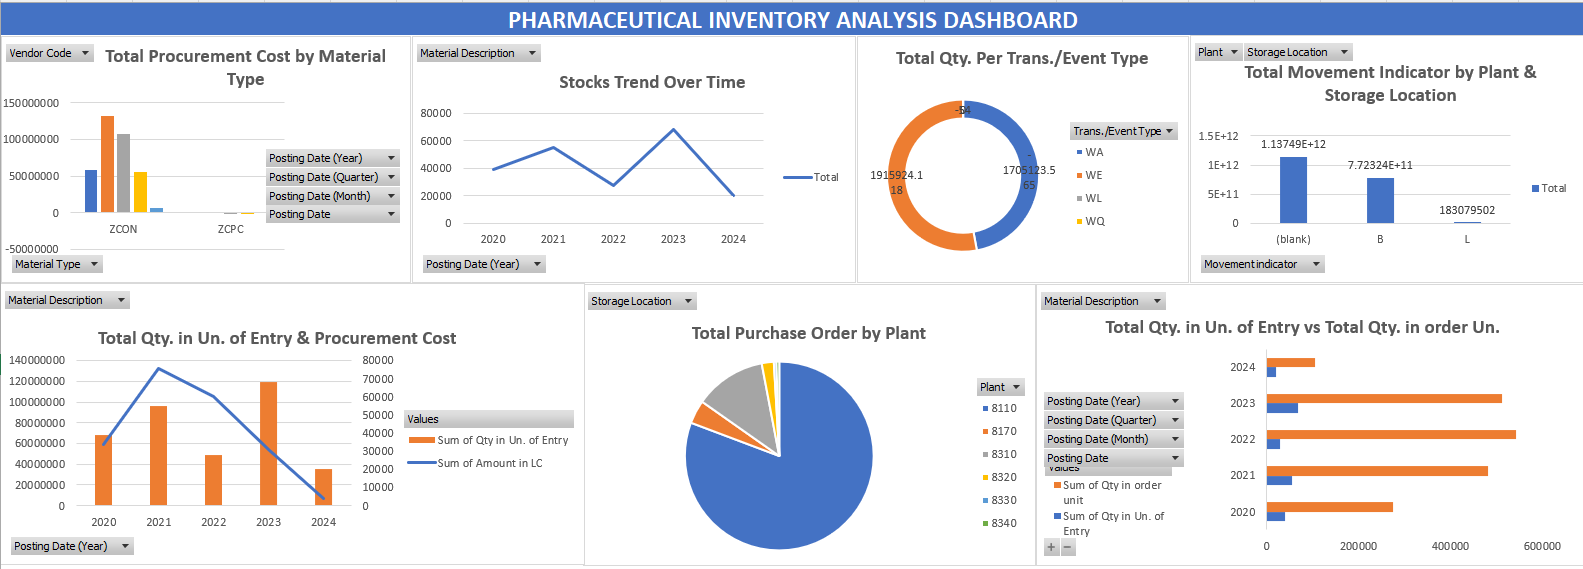 PHARMACEUTICAL INVENTORY ANALYSIS DASHBOARD
Vendor Code
Total Procurement Cost by Material
Type
150000000
100000000
50000000
0
-50000000
ZCON
ZCPC
Posting Date (Year)
Posting Date (Quarter)
Posting Date (Month)
Posting Date
Material Type
Material Description
Stocks Trend Over Time
80000
60000
40000
20000
0
2020
2021
2022
2023
2024
Total
Posting Date (Year)
Total Qty. Per Trans./Event Type
1915924.1
18
-
1705123.5
65
Trans./Event Type
WA
WE
WL
WQ
Plant
Storage Location
Total Movement Indicator by Plant &
Storage Location
1.5E+12
1E+12
5E+11
0
1.13749E+12
7.72324E+11
183079502
(blank)
B
L
Total
Movement indicator
Material Description
Total Qty. in Un. of Entry & Procurement Cost
140000000
120000000
100000000
80000000
60000000
40000000
20000000
0
80000
70000
60000
50000
40000
30000
20000
10000
0
2020
2021
2022
2023
2024
Values
Sum of Qty in Un. of Entry
Sum of Amount in LC
Posting Date (Year)
Storage Location
Total Purchase Order by Plant
Plant
8110
8170
8310
8320
8330
8340
Material Description
Total Qty. in Un. of Entry vs Total Qty. in order Un.
Posting Date (Year)
Posting Date (Quarter)
Posting Date (Month)
Posting Date
Values
Sum of Qty in order
unit
Sum of Qty in Un. of
Entry
+ −
2024
2023
2022
2021
2020
0
200000
400000
600000